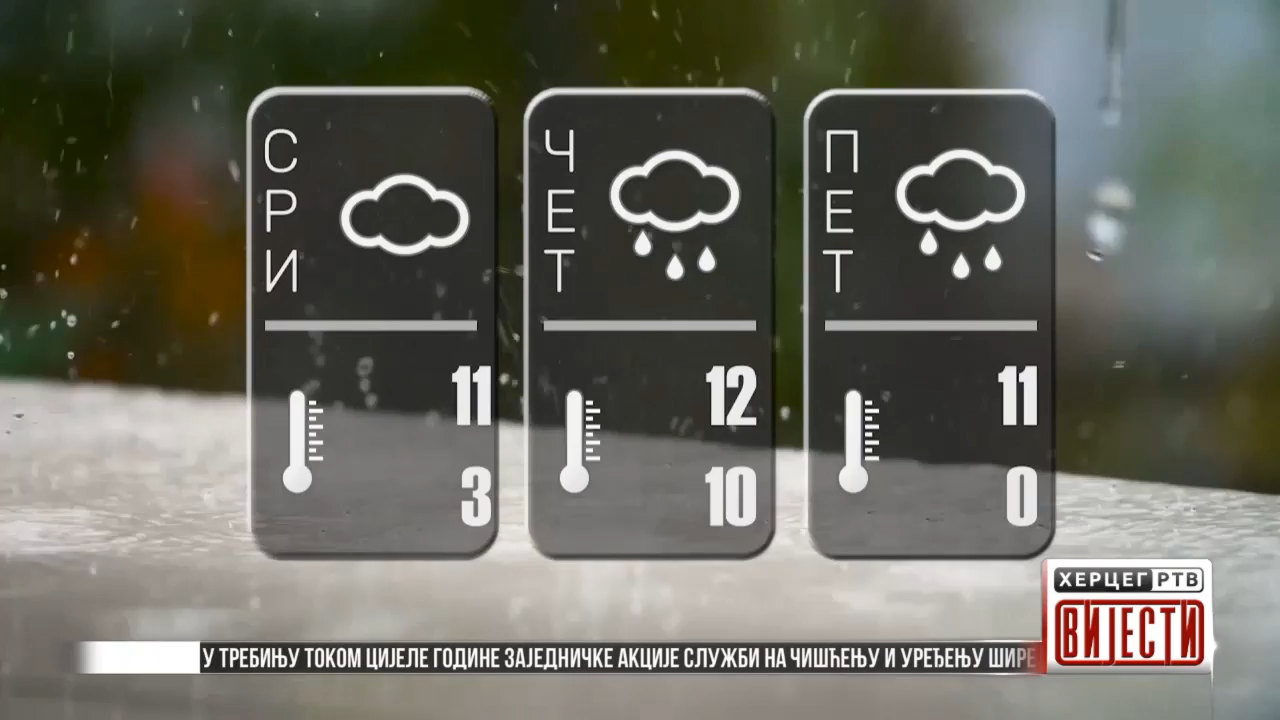 СРИ
11
3
ЧЕТ
12
10
ПЕТ
11
0
ХЕРЦЕГ РТВ
ВИЈЕСТИ
У ТРЕБИЊУ ТОКОМ ЦИЈЕЛЕ ГОДИНЕ ЗАЈЕДНИЧКЕ АКЦИЈЕ СЛУЖБИ НА ЧИШЋЕЊУ И УРЕЂЕЊУ ШИРЕ